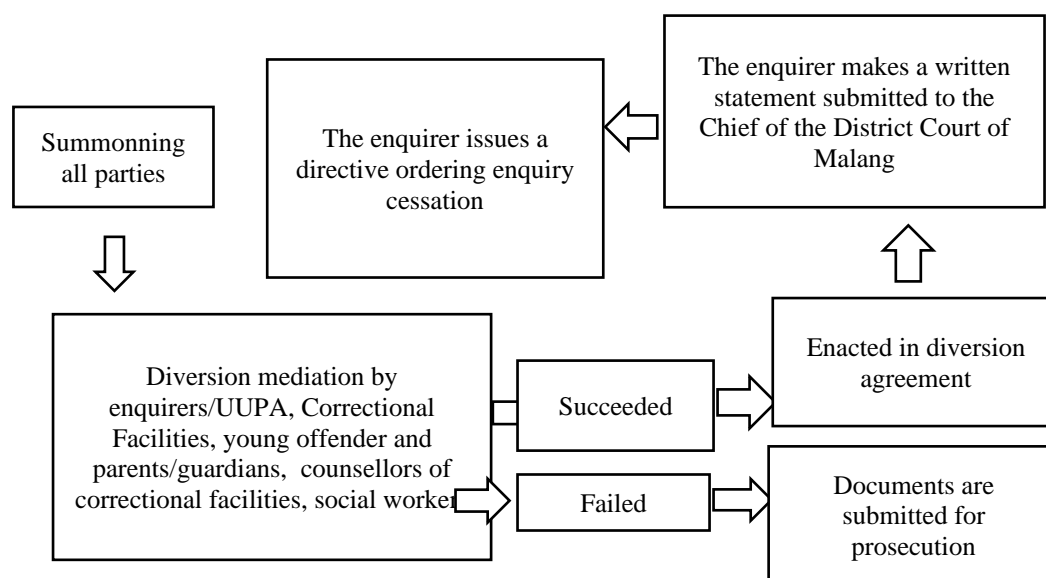 Summonning
all parties
Diversion mediation by
enquirers/UUPA, Correctional
Facilities, young offender and
parents/guardians, counsellors of
correctional facilities, social worker
Succeeded
Failed
Enacted in diversion
agreement
Documents are
submitted for
prosecution
The enquirer makes a written
statement submitted to the
Chief of the District Court of
Malang
The enquirer issues a
directive ordering enquiry
cessation